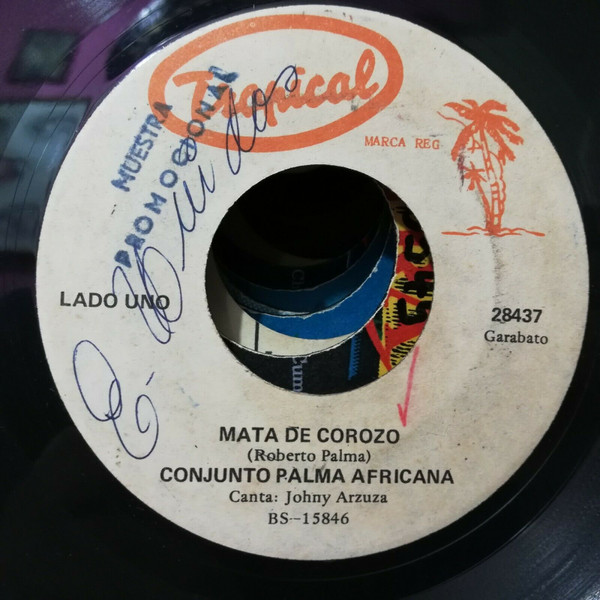 Tropical
MARCA REG
MUESTRA
PROMOCIONAL
LADO UNO
28437
Garabato
MATA DE COROZO
(Roberto Palma)
CONJUNTO PALMA AFRICANA
Canta: Johny Arzuza
BS-15846